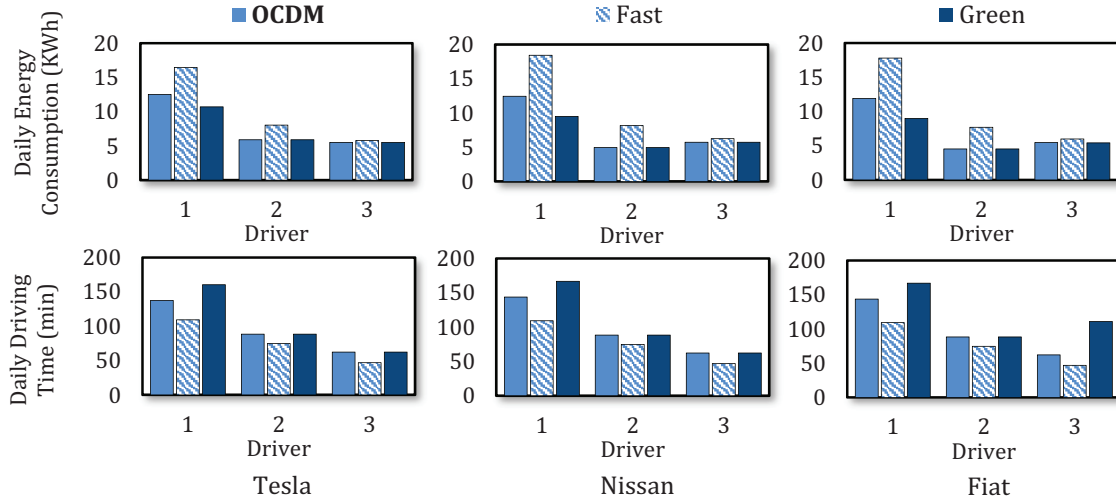 OCDM Fast Green
Daily Energy
Consumption (KWh)
20
15
10
5
0
1 2 3
Driver
20
15
10
5
0
1 2 3
Driver
20
15
10
5
0
1 2 3
Driver
Daily Driving
Time (min)
200
150
100
50
0
1 2 3
Driver
Tesla
200
150
100
50
0
1 2 3
Driver
Nissan
200
150
100
50
0
1 2 3
Driver
Fiat